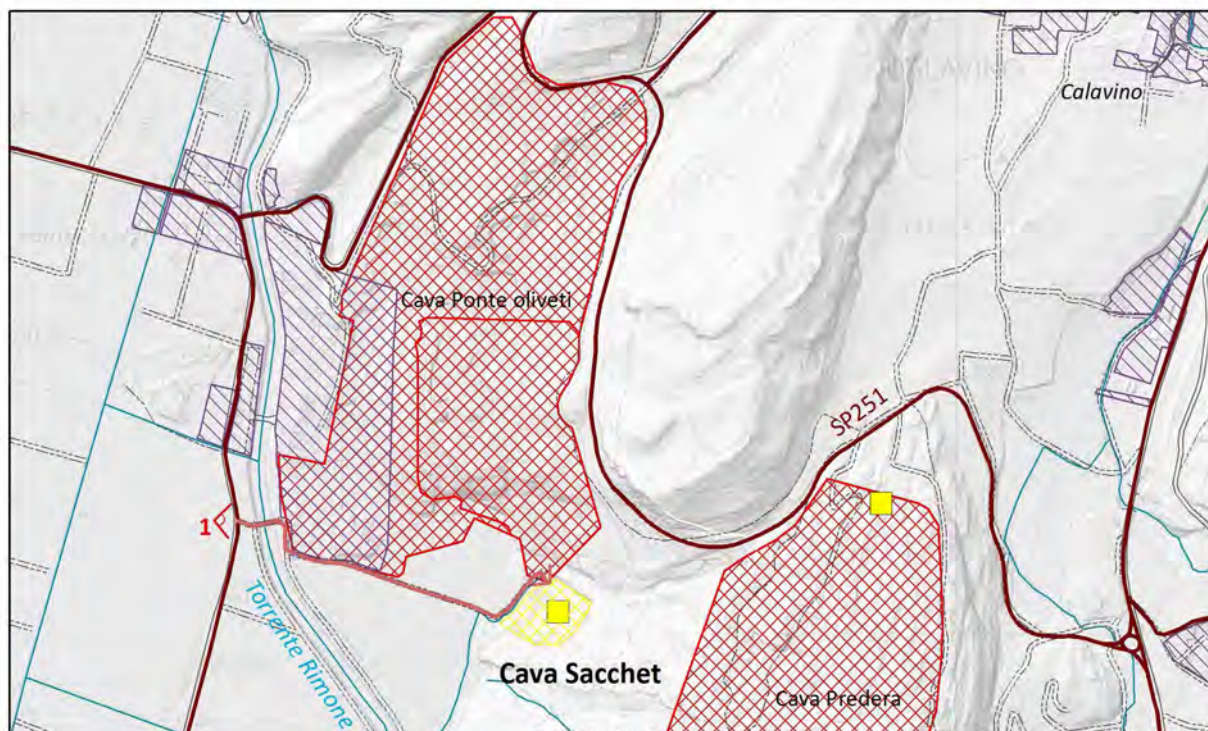 Calavino
Cava Ponte oliveti
SP251
1
Torrente Rimone
Cava Sacchet
Cava Predera